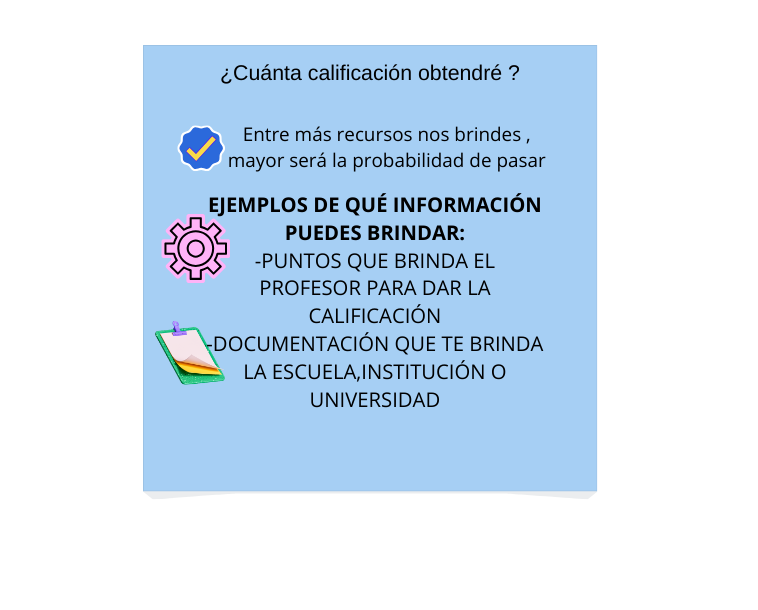 ¿Cuánta calificación obtendré ?
Entre más recursos nos brindes ,
mayor será la probabilidad de pasar
EJEMPLOS DE QUÉ INFORMACIÓN
PUEDES BRINDAR:
-PUNTOS QUE BRINDA EL
PROFESOR PARA DAR LA
CALIFICACIÓN
-DOCUMENTACIÓN QUE TE BRINDA
LA ESCUELA,INSTITUCIÓN O
UNIVERSIDAD